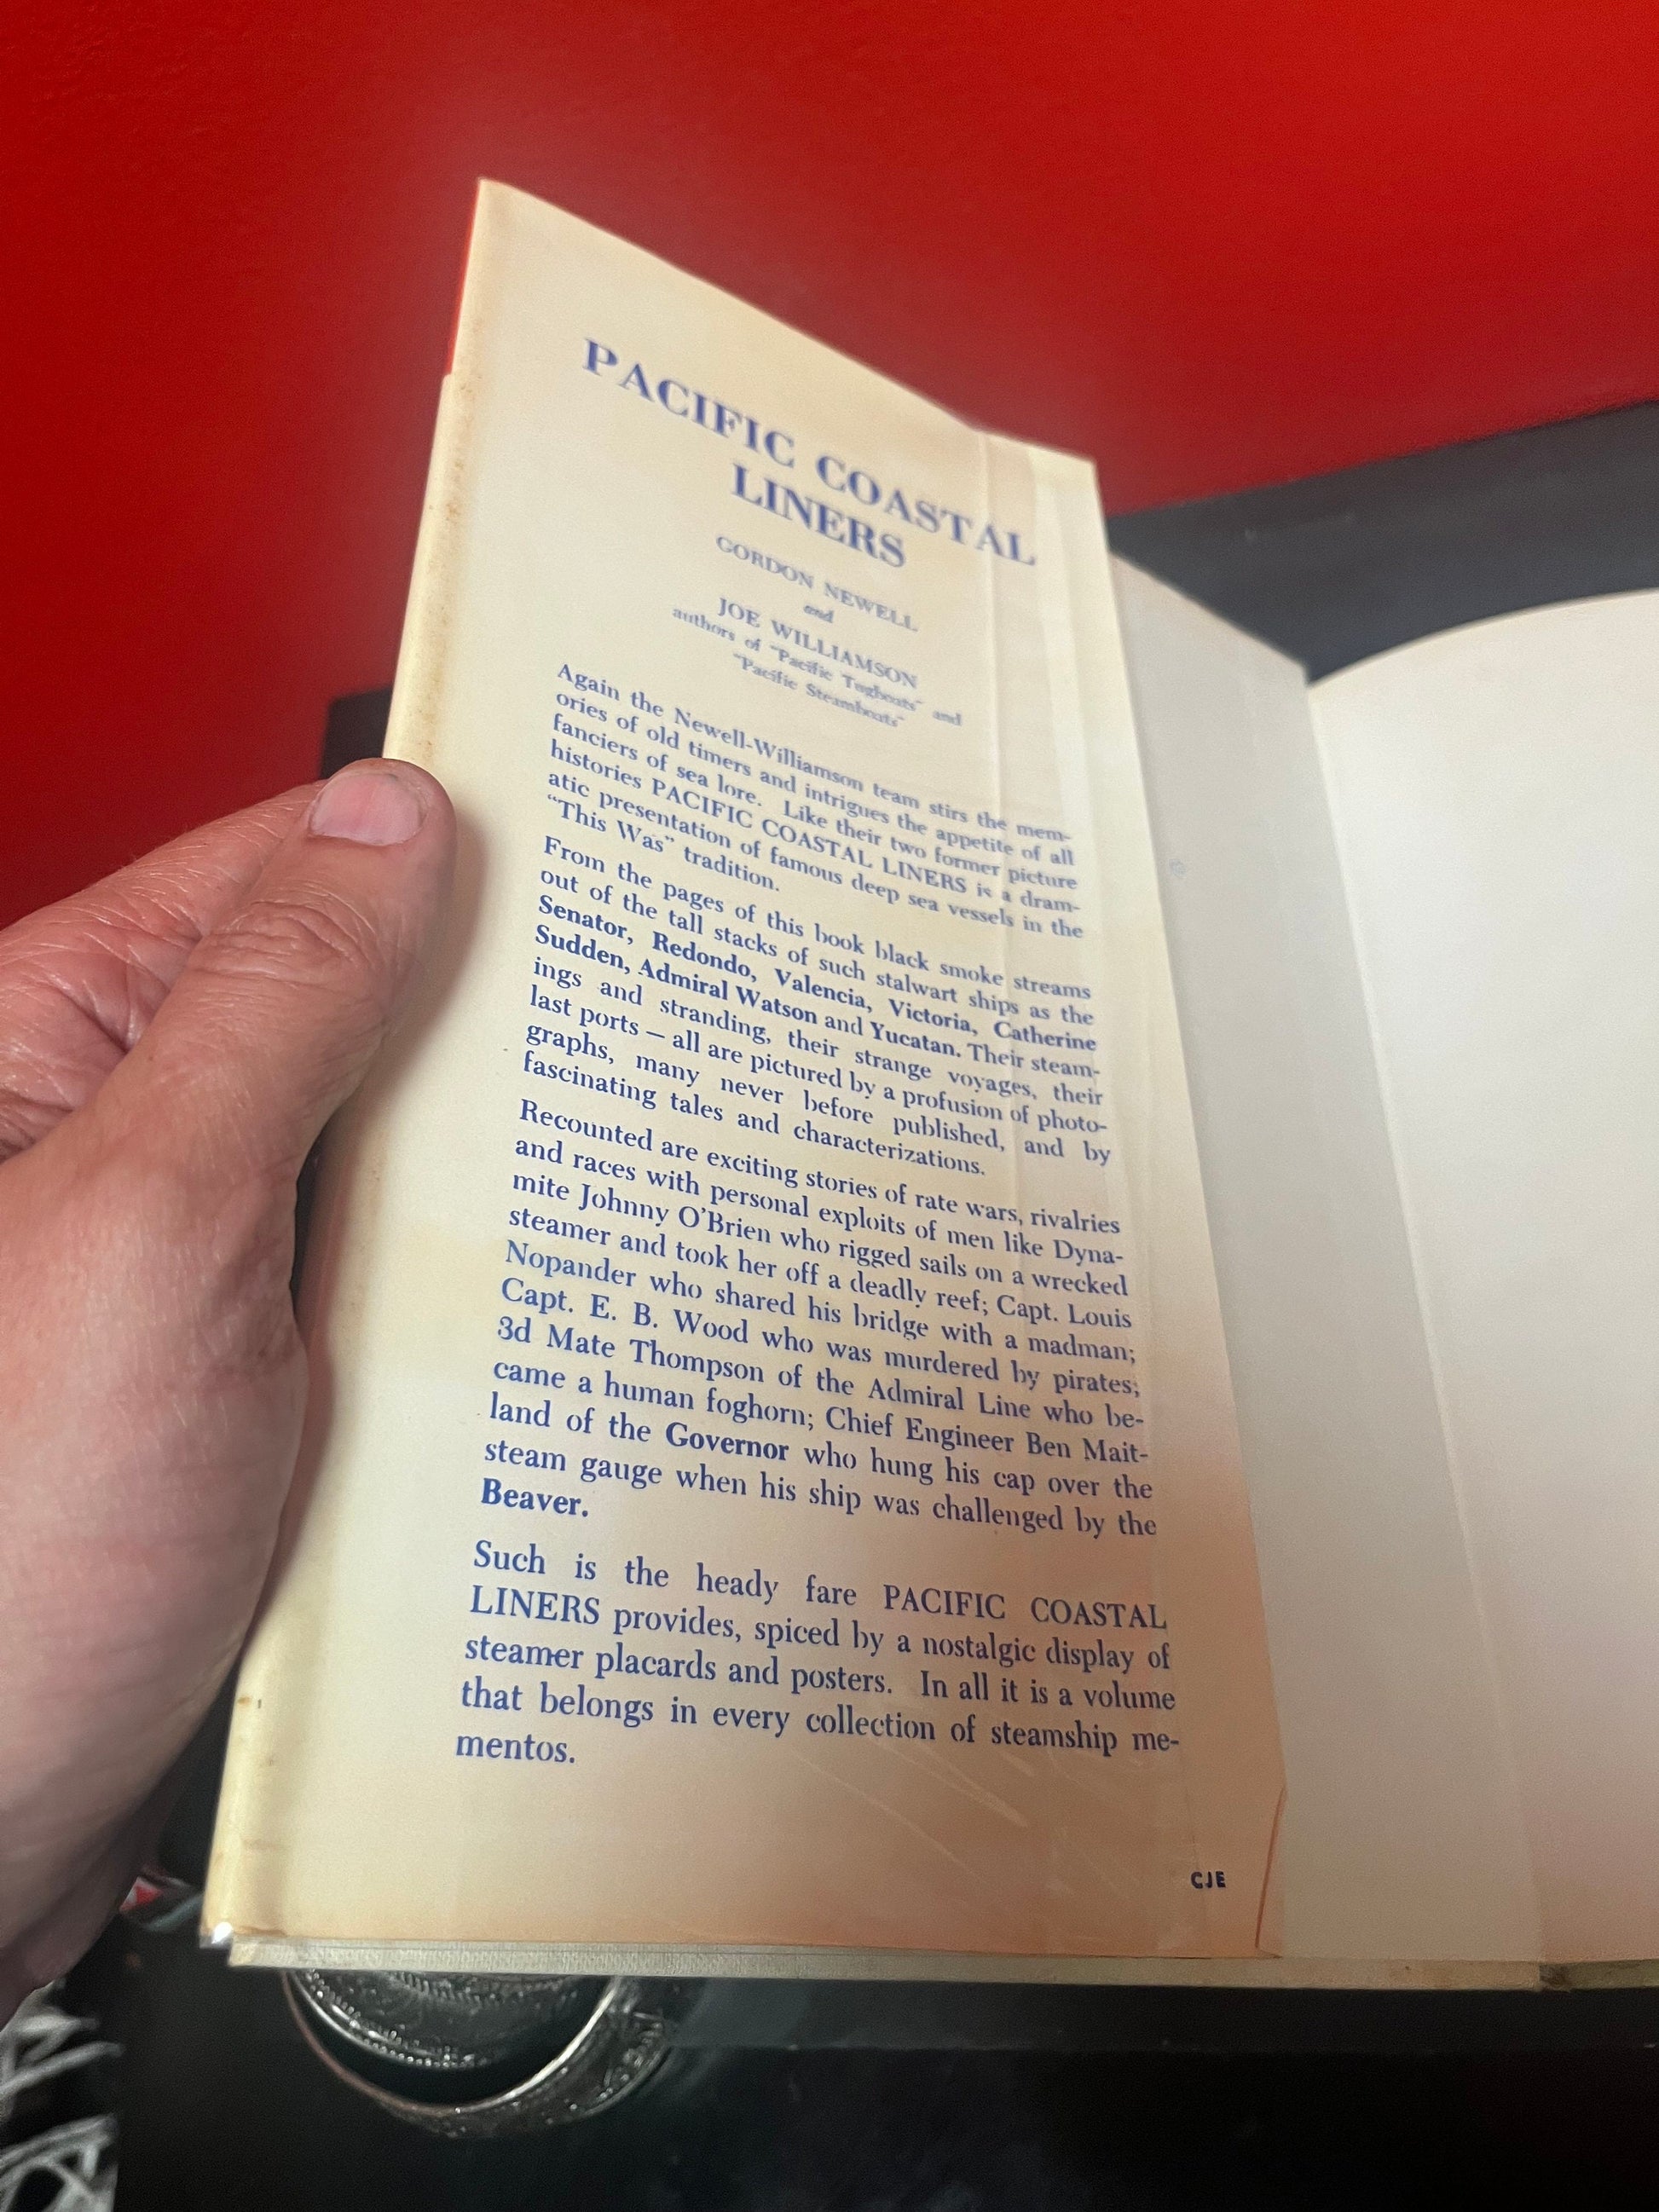 PACIFIC COASTAL
LINERS
GORDON NEWELL
and
JOE WILLIAMSON
authors of "Pacific Tugboats" and
"Pacific Steamboats"
Again the Newell-Williamson team stirs the mem-
ories of old timers and intrigues the appetite of all
fanciers of sea lore. Like their two former picture
histories PACIFIC COASTAL LINERS is a dram-
atic presentation of famous deep sea vessels in the
"This Was" tradition.
From the pages of this book black smoke streams
out of the tall stacks of such stalwart ships as the
Senator, Redondo, Valencia, Victoria, Catherine
Sudden, Admiral Watson and Yucatan. Their steam-
ings and stranding, their strange voyages, their
last ports — all are pictured by a profusion of photo-
graphs, many never before published, and by
fascinating tales and characterizations.
Recounted are exciting stories of rate wars, rivalries
and races with personal exploits of men like Dyna-
mite Johnny O'Brien who rigged sails on a wrecked
steamer and took her off a deadly reef; Capt. Louis
Nopander who shared his bridge with a madman;
Capt. E. B. Wood who was murdered by pirates;
3d Mate Thompson of the Admiral Line who be-
came a human foghorn; Chief Engineer Ben Mait-
land of the Governor who hung his cap over the
steam gauge when his ship was challenged by the
Beaver.
Such is the heady fare PACIFIC COASTAL
LINERS provides, spiced by a nostalgic display of
steamer placards and posters. In all it is a volume
that belongs in every collection of steamship me-
mentos.
CJE